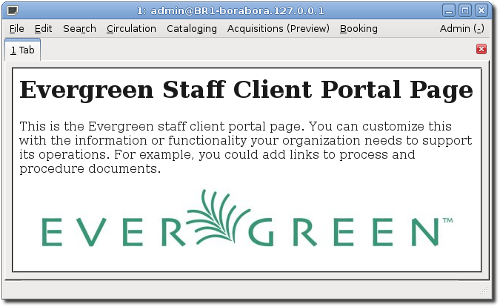 1: admin@BR1-borabora.127.0.0.1
File Edit Search Circulation Cataloging Acquisitions (Preview) Booking Admin (-)
1 Tab
Evergreen Staff Client Portal Page
This is the Evergreen staff client portal page. You can customize this
with the information or functionality your organization needs to support
its operations. For example, you could add links to process and
procedure documents.
EVERGREEN™